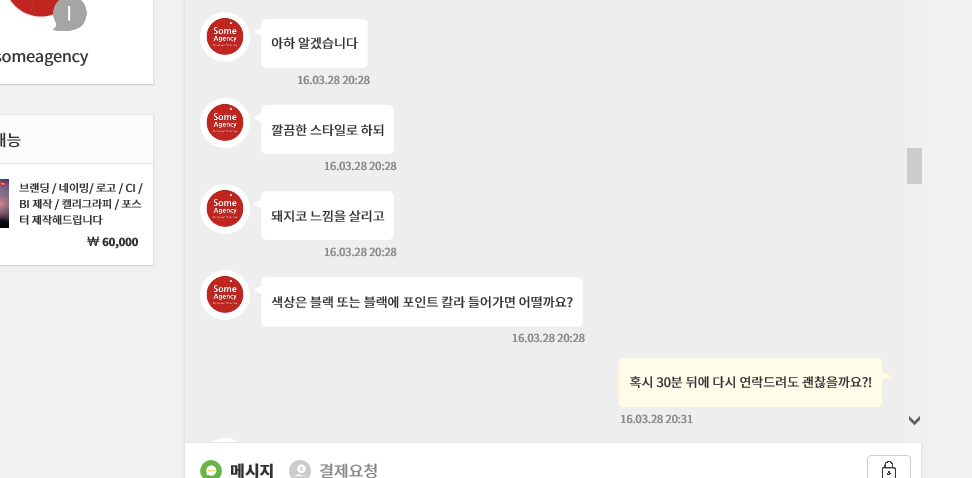 someagency
재능
브랜딩 / 네이밍/ 로고 / CI /
BI 제작 / 캘리그라피 / 포스
터 제작해드립니다
₩ 60,000
Some
Agency
아하 알겠습니다
16.03.28 20:28
Some
Agency
깔끔한 스타일로 하되
16.03.28 20:28
Some
Agency
돼지코 느낌을 살리고
16.03.28 20:28
Some
Agency
색상은 블랙 또는 블랙에 포인트 칼라 들어가면 어떨까요?
16.03.28 20:28
혹시 30분 뒤에 다시 연락드려도 괜찮을까요?!
16.03.28 20:31
메시지 결제요청